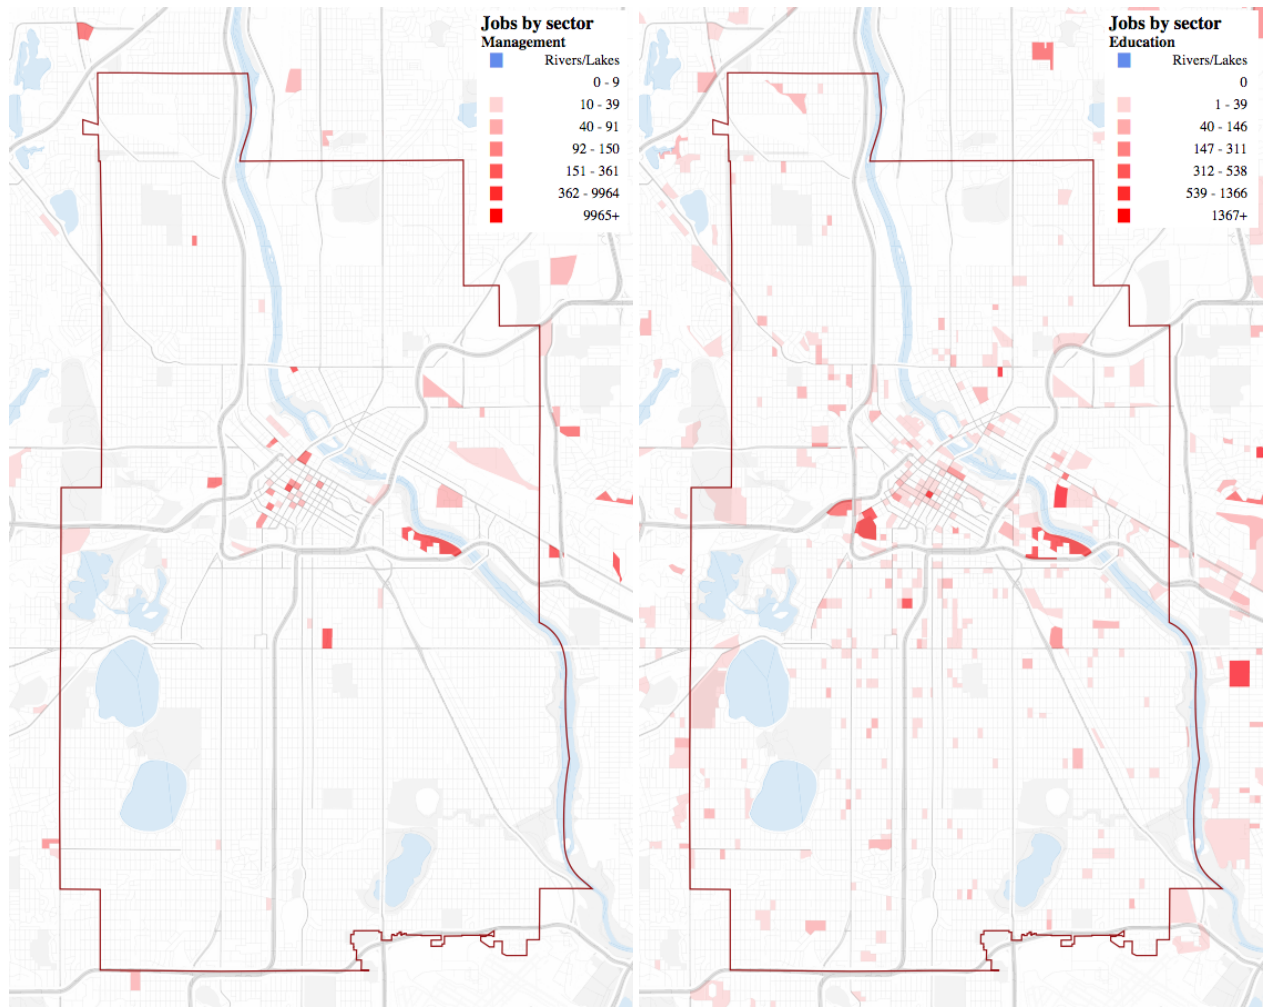 Jobs by sector
Management
Rivers/Lakes
0 - 9
10 - 39
40 - 91
92 - 150
151 - 361
362 - 9964
9965+
Jobs by sector
Education
Rivers/Lakes
0
1 - 39
40 - 146
147 - 311
312 - 538
539 - 1366
1367+